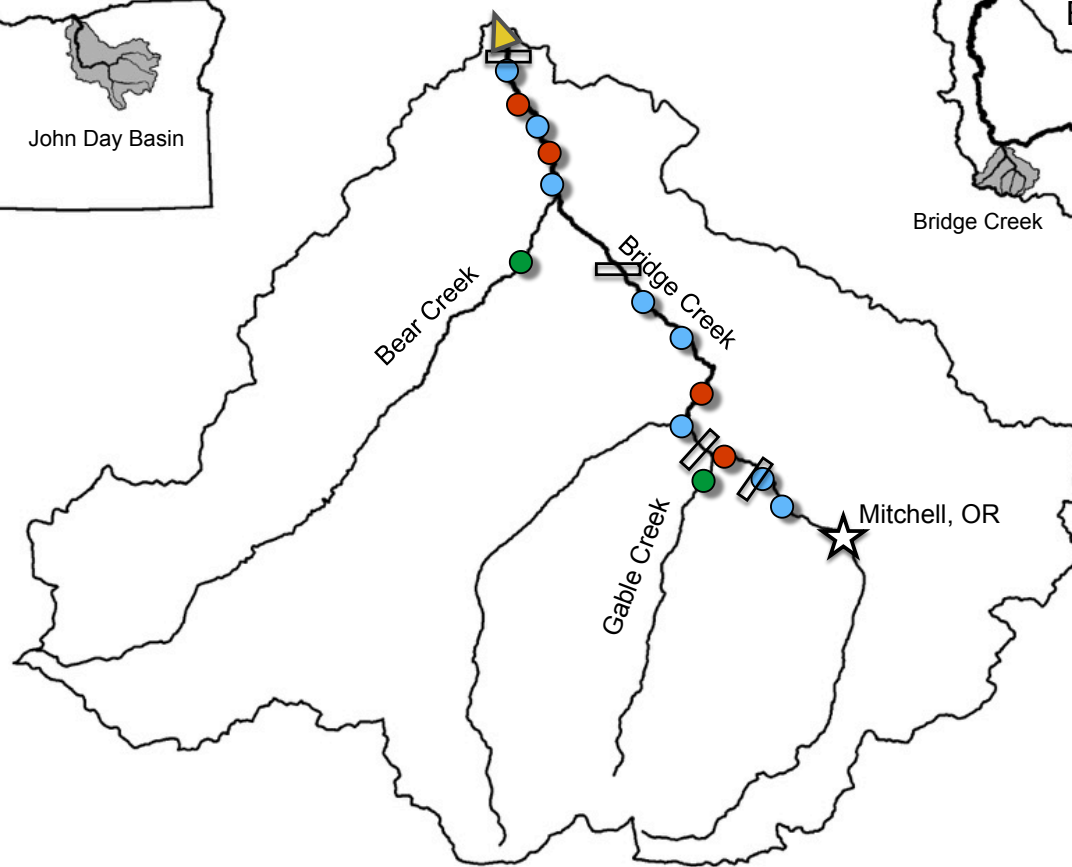 E
John Day Basin
Bridge Creek
Bridge Creek
Bear Creek
Mitchell, OR
Gable Creek